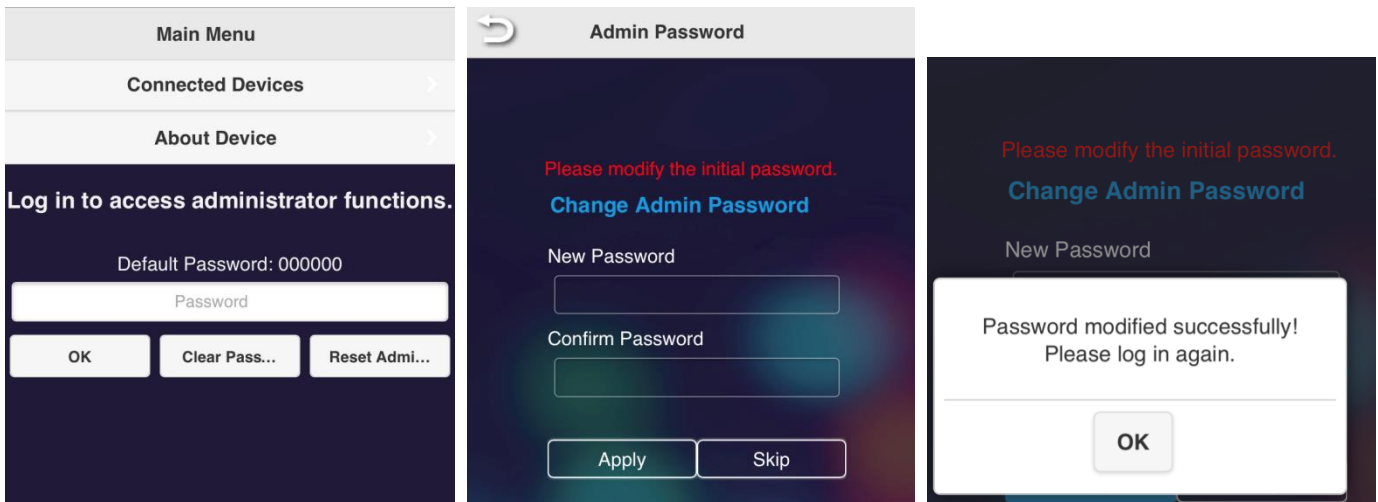 Main Menu
Connected Devices
About Device
Log in to access administrator functions.
Default Password: 000000
Password
OK
Clear Pass...
Reset Admi...
Admin Password
Please modify the initial password.
Change Admin Password
New Password
Confirm Password
Apply
Skip
Please modify the initial password.
Change Admin Password
New Password
Password modified successfully!
Please log in again.
OK